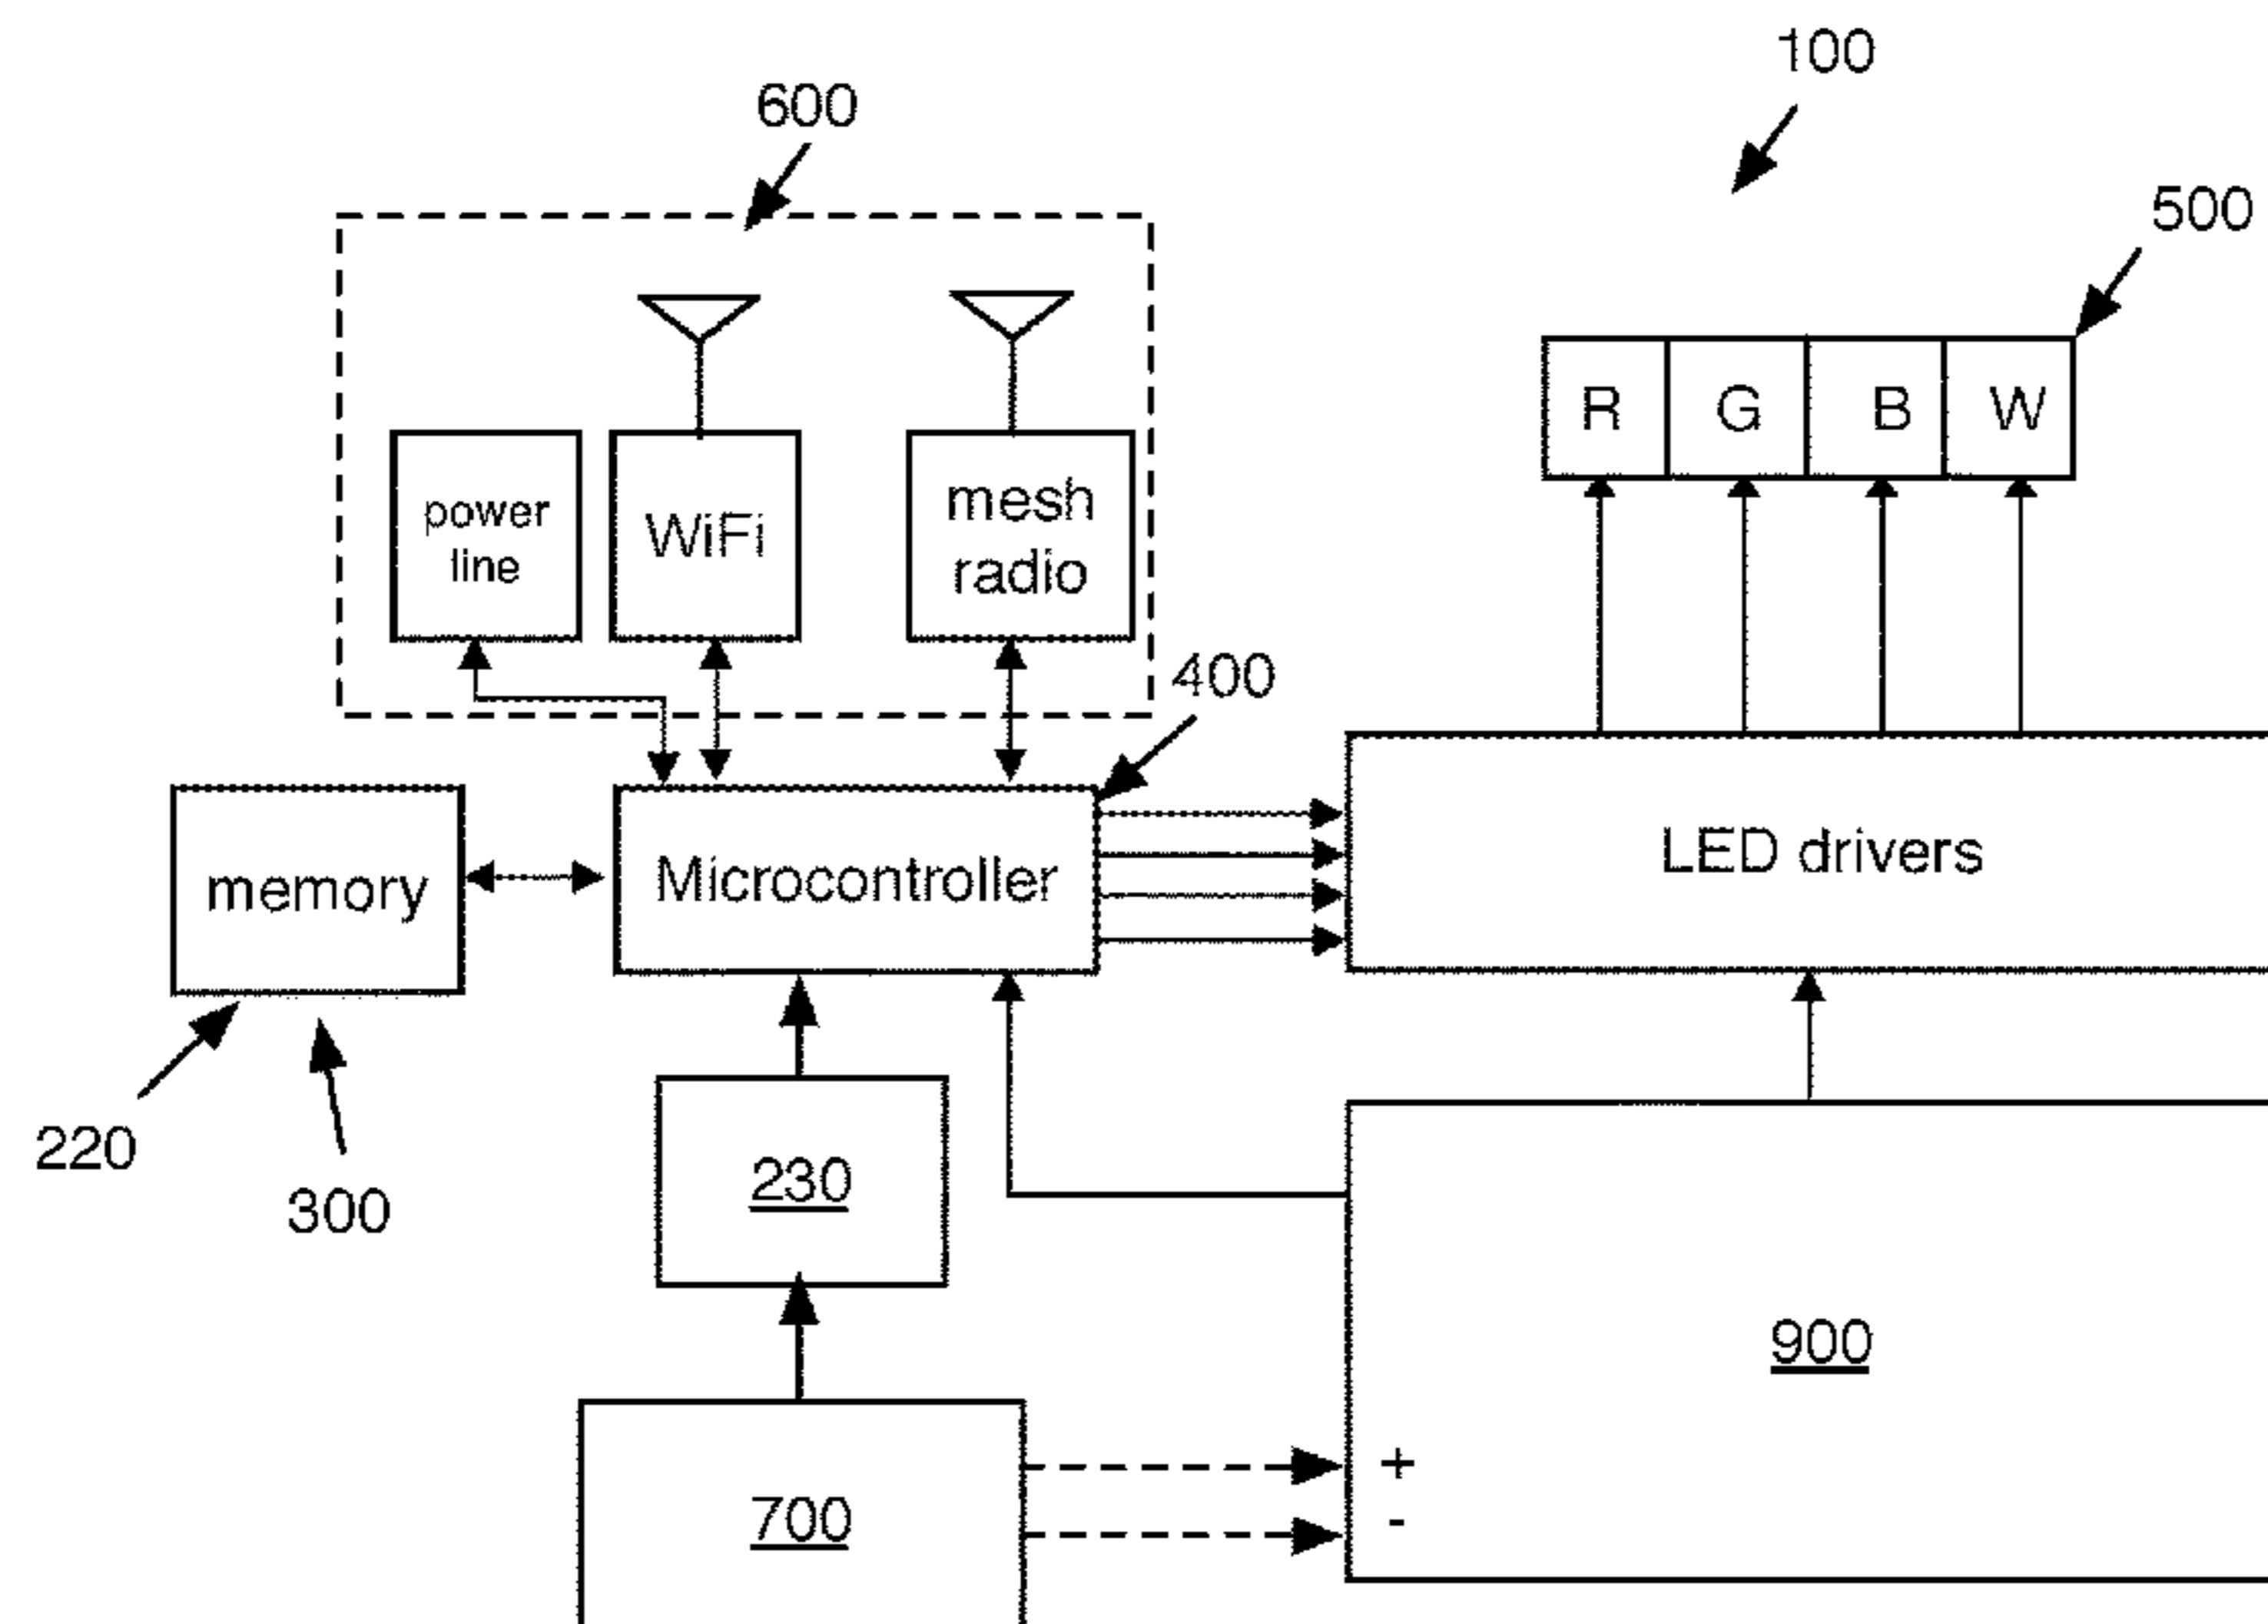 100
600
500
R G B W
power
line
WiFi
mesh
radio
400
memory
Microcontroller
LED drivers
220
300
230
900
+
-
700